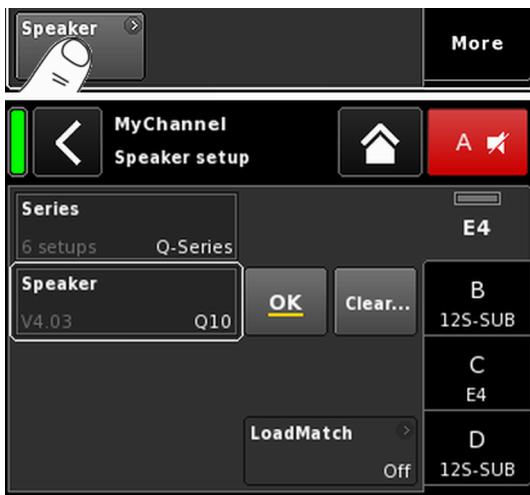 Speaker
More
MyChannel
Speaker setup
A
Series
6 setups Q-Series
E4
Speaker
V4.03 Q10
OK
Clear...
B
12S-SUB
C
E4
LoadMatch
Off
D
12S-SUB